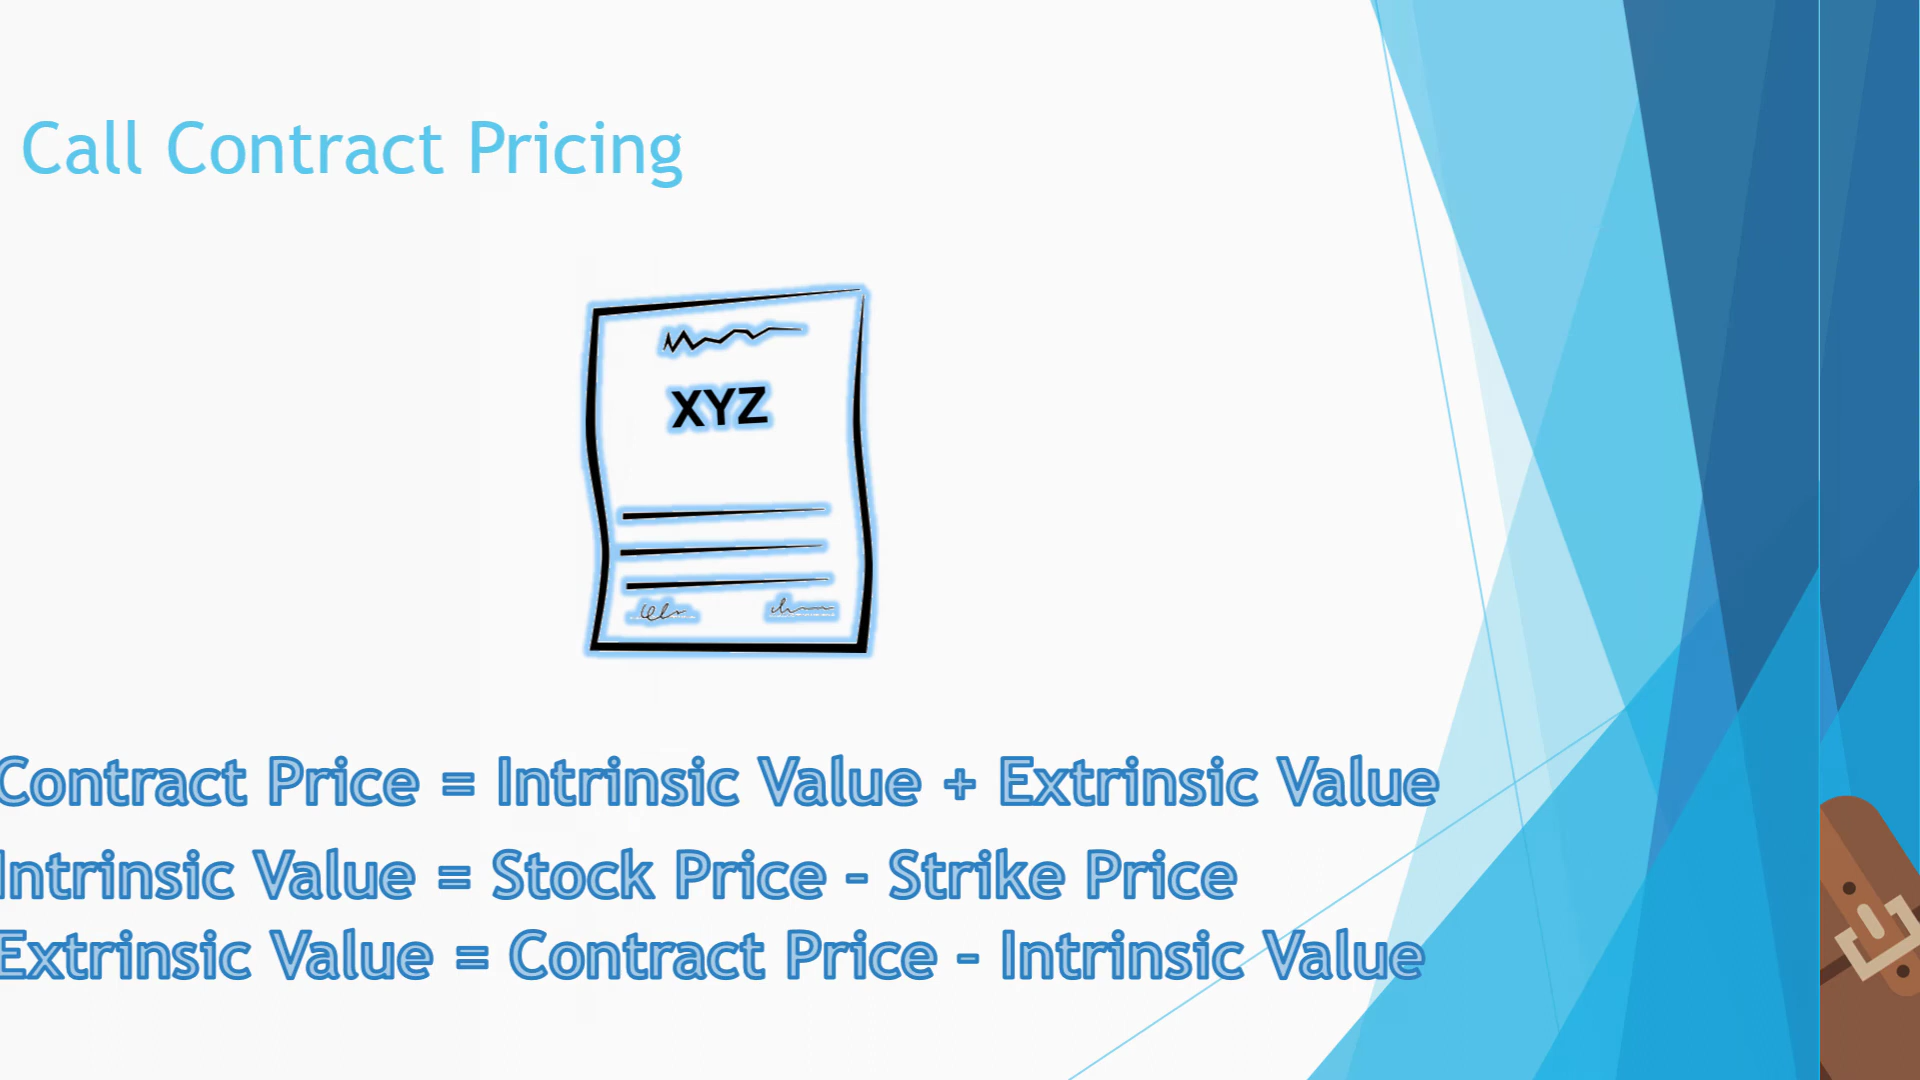 Call Contract Pricing
XYZ
Contract Price = Intrinsic Value + Extrinsic Value
Intrinsic Value = Stock Price - Strike Price
Extrinsic Value = Contract Price - Intrinsic Value